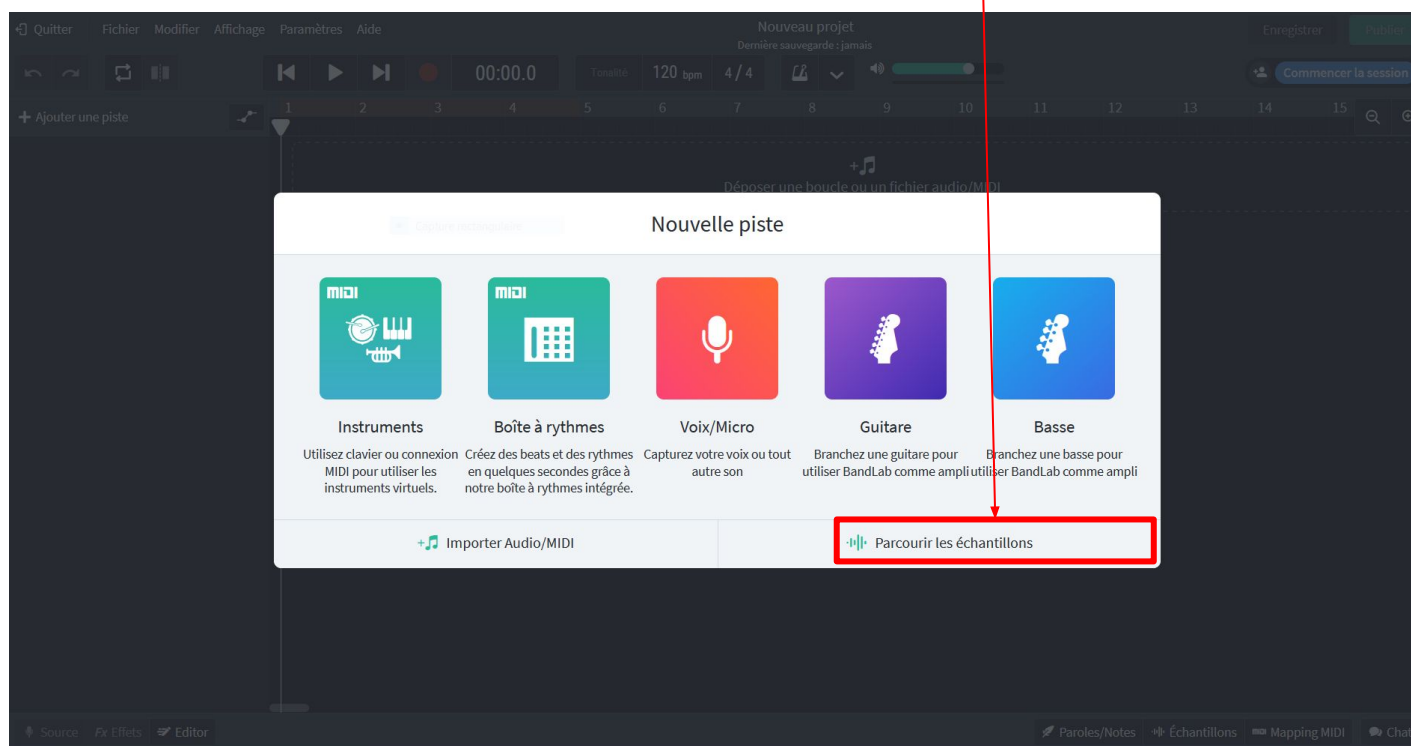 Quitter Fichier Modifier Affichage Paramètres Aide
Nouveau projet
Dernière sauvegarde : jamais
Enregistrer Publier
00:00.0 Tonalité 120 bpm 4 / 4
Commencer la session
+ Ajouter une piste
1 2 3 4 5 6 7 8 9 10 11 12 13 14 15
Déposer une boucle ou un fichier audio/MIDI
Nouvelle piste
MIDI MIDI
Instruments
Utilisez clavier ou connexion
MIDI pour utiliser les
instruments virtuels.
Boîte à rythmes
Créez des beats et des rythmes
en quelques secondes grâce à
notre boîte à rythmes intégrée.
Voix/Micro
Capturez votre voix ou tout
autre son
Guitare
Branchez une guitare pour
utiliser BandLab comme ampli
Basse
Branchez une basse pour
utiliser BandLab comme ampli
Importer Audio/MIDI
Parcourir les échantillons
Source Fx Effets Editor
Paroles/Notes Échantillons Mapping MIDI Chat